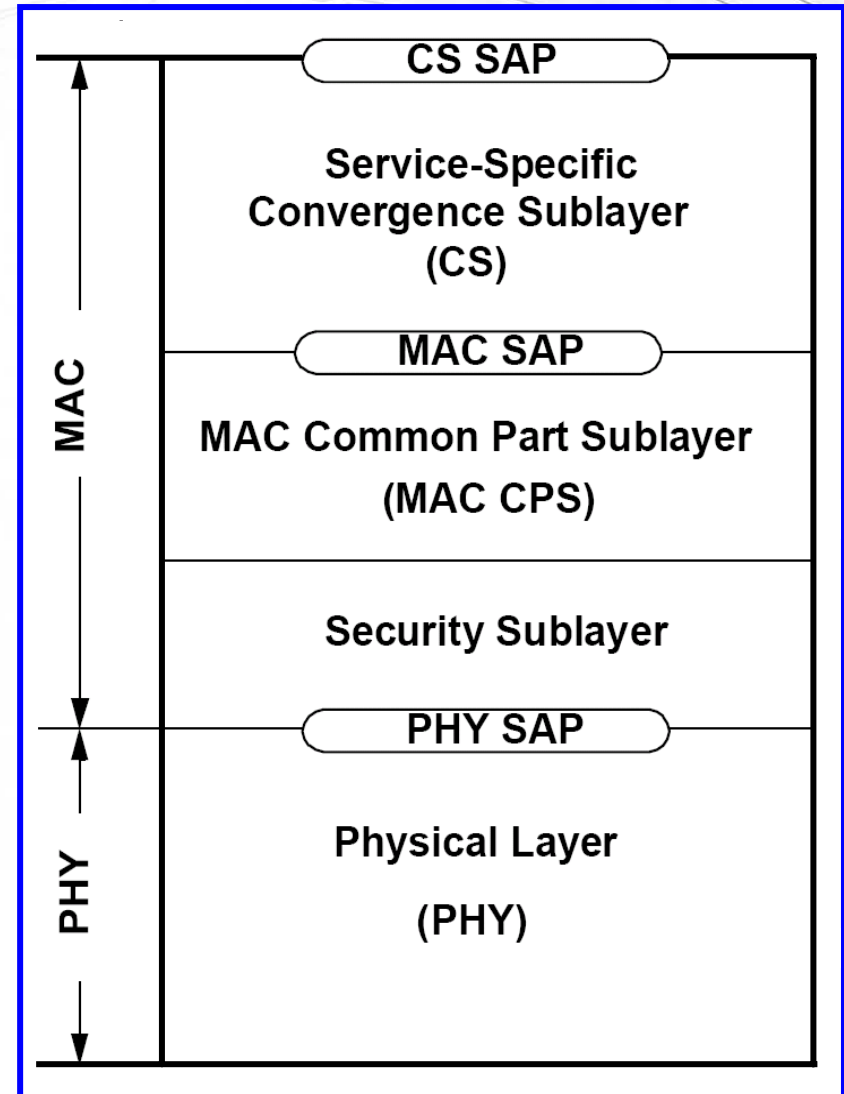 CS SAP
Service-Specific
Convergence Sublayer
(CS)
MAC SAP
MAC
MAC Common Part Sublayer
(MAC CPS)
Security Sublayer
PHY SAP
Physical Layer
PHY
(PHY)